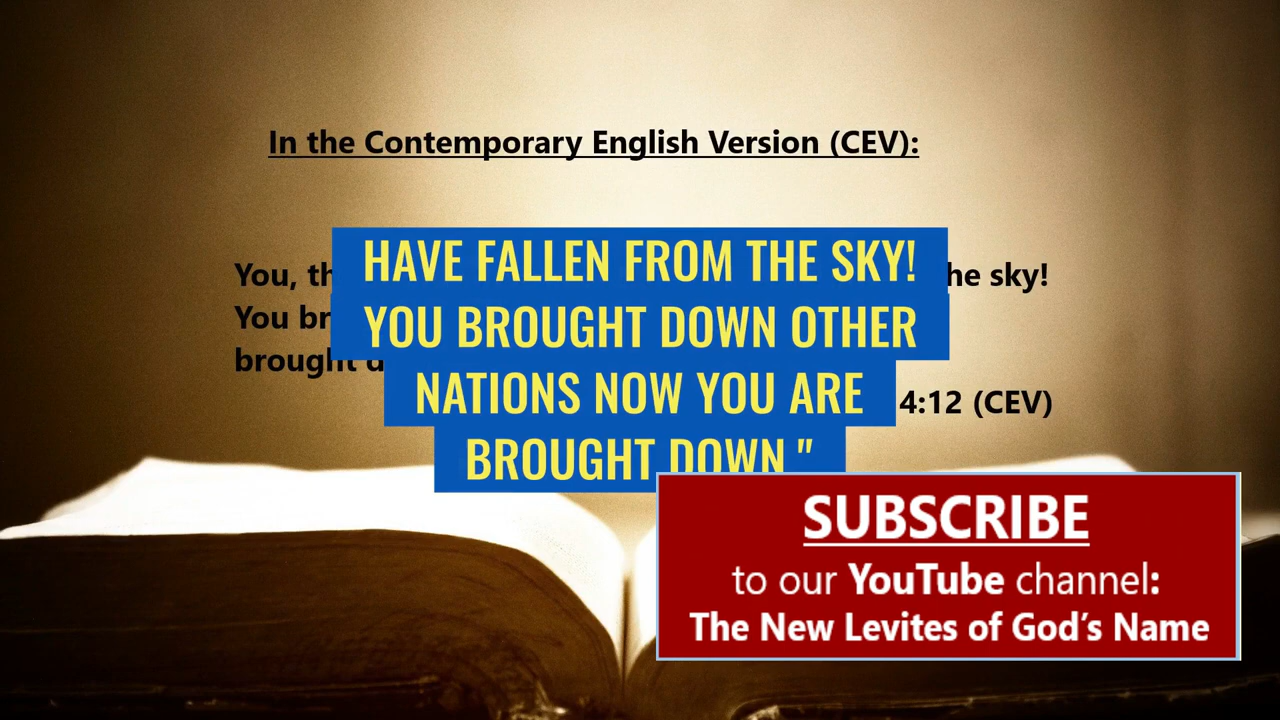 In the Contemporary English Version (CEV):
HAVE FALLEN FROM THE SKY!
You, he sky!
YOU BROUGHT DOWN OTHER
You
brought
NATIONS NOW YOU ARE
4:12 (CEV)
BROUGHT DOWN "
SUBSCRIBE
to our YouTube channel:
The New Levites of God's Name